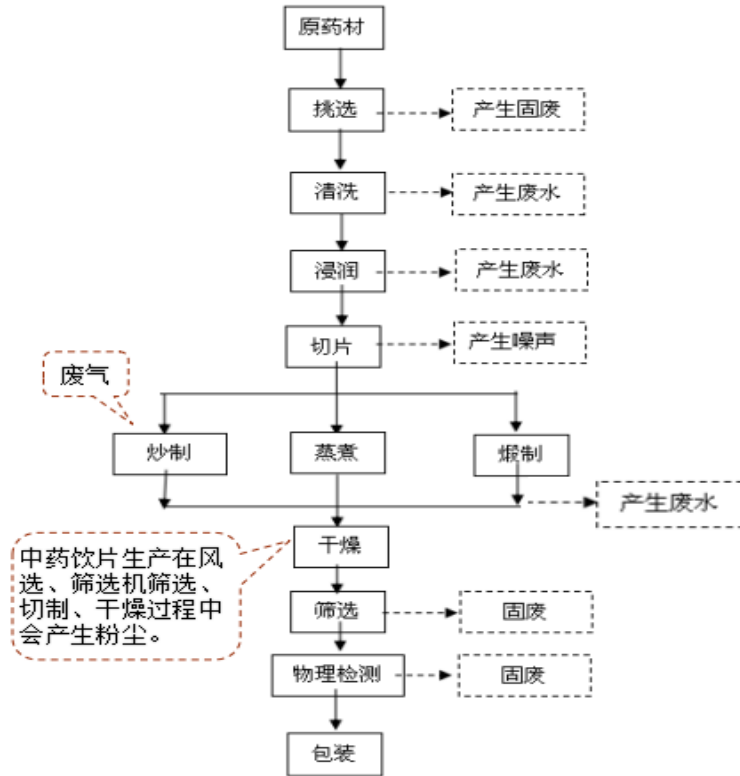 原药材
挑选
产生固废
清洗
产生废水
浸润
产生废水
切片
产生噪声
废气
炒制
蒸煮
煅制
产生废水
中药饮片生产在风
选、筛选机筛选、
切制、干燥过程中
会产生粉尘。
干燥
筛选
固废
物理检测
固废
包装